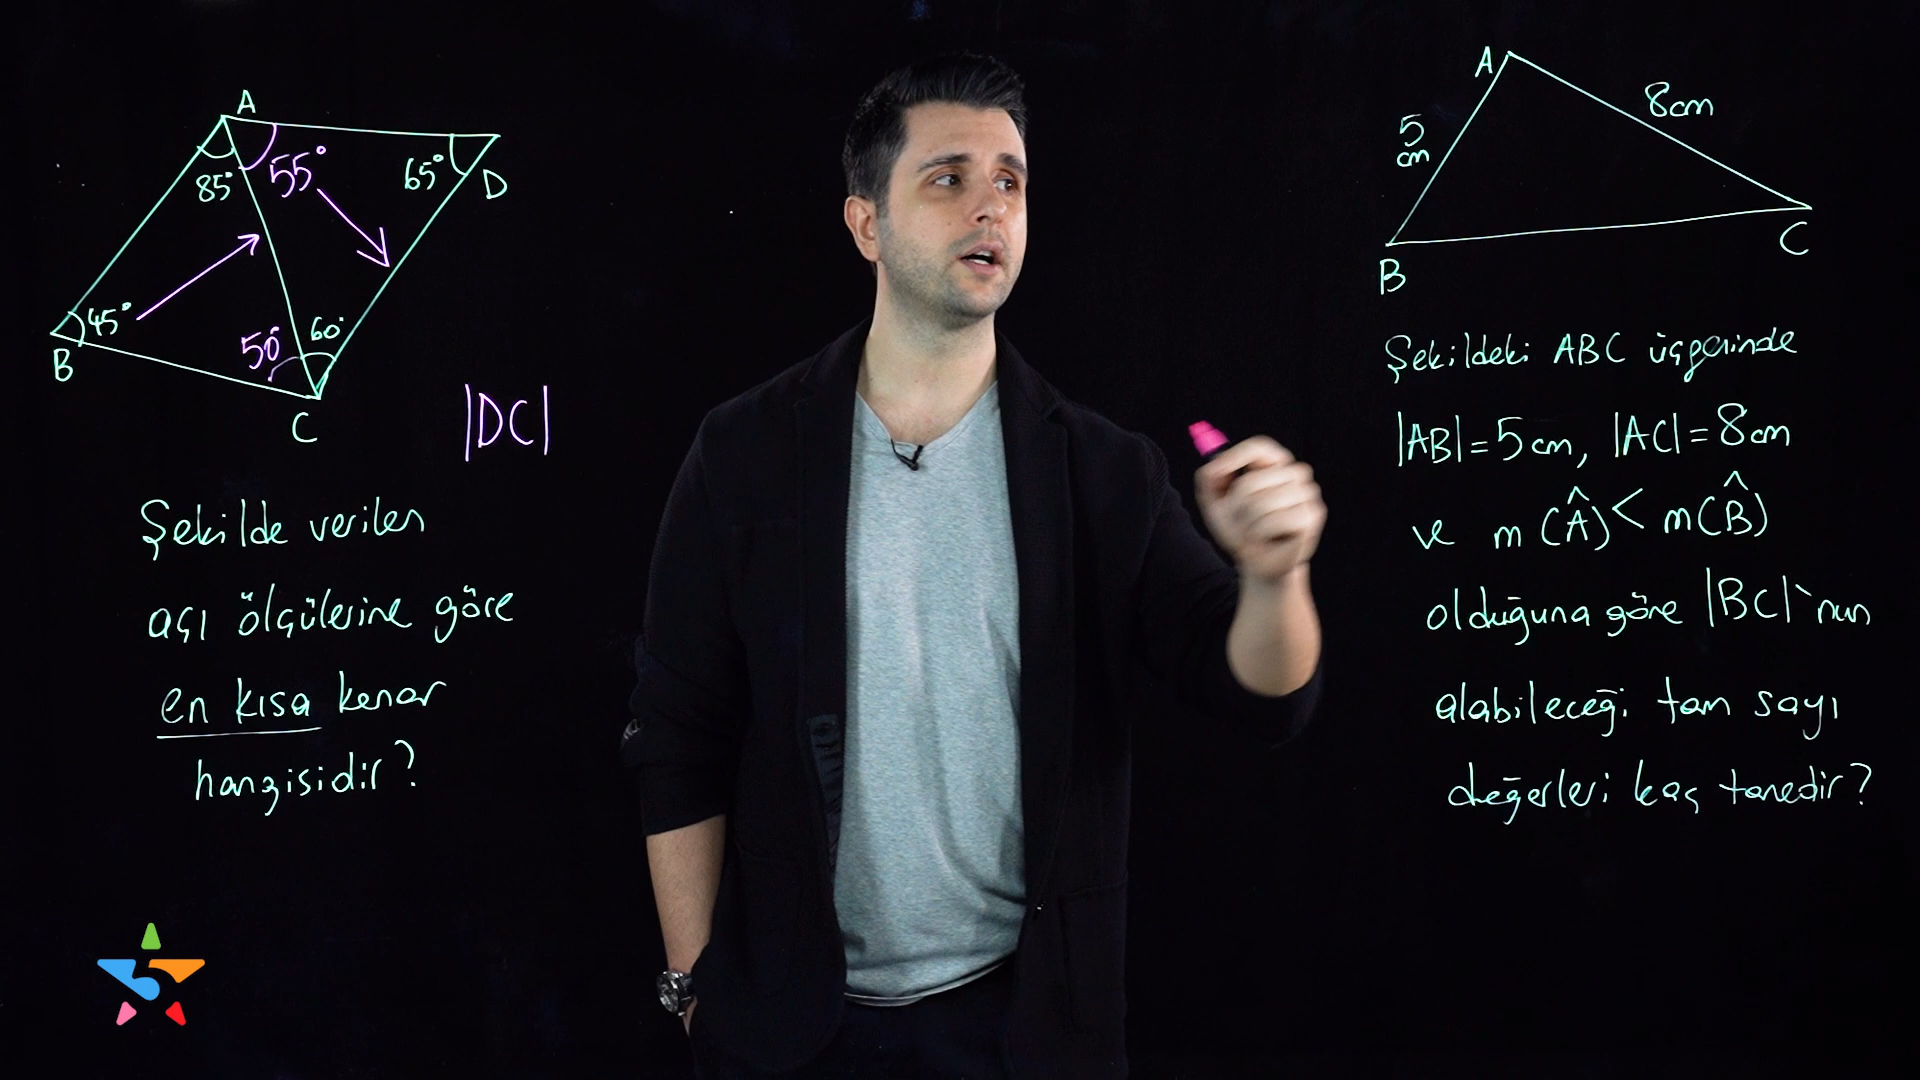 A
85°
55°
65°
D
45°
B
50°
60°
C
|DC|
Şekilde verilen
açı ölçülerine göre
en kısa kenar
hangisidir?
A
8cm
5
cm
B
C
Şekildeki ABC üçgeninde
|AB|=5cm, |AC|=8cm
ve m(Â)<m(B̂)
olduğuna göre |BC|'nun
alabileceği tam sayı
değerleri kaç tanedir?
5